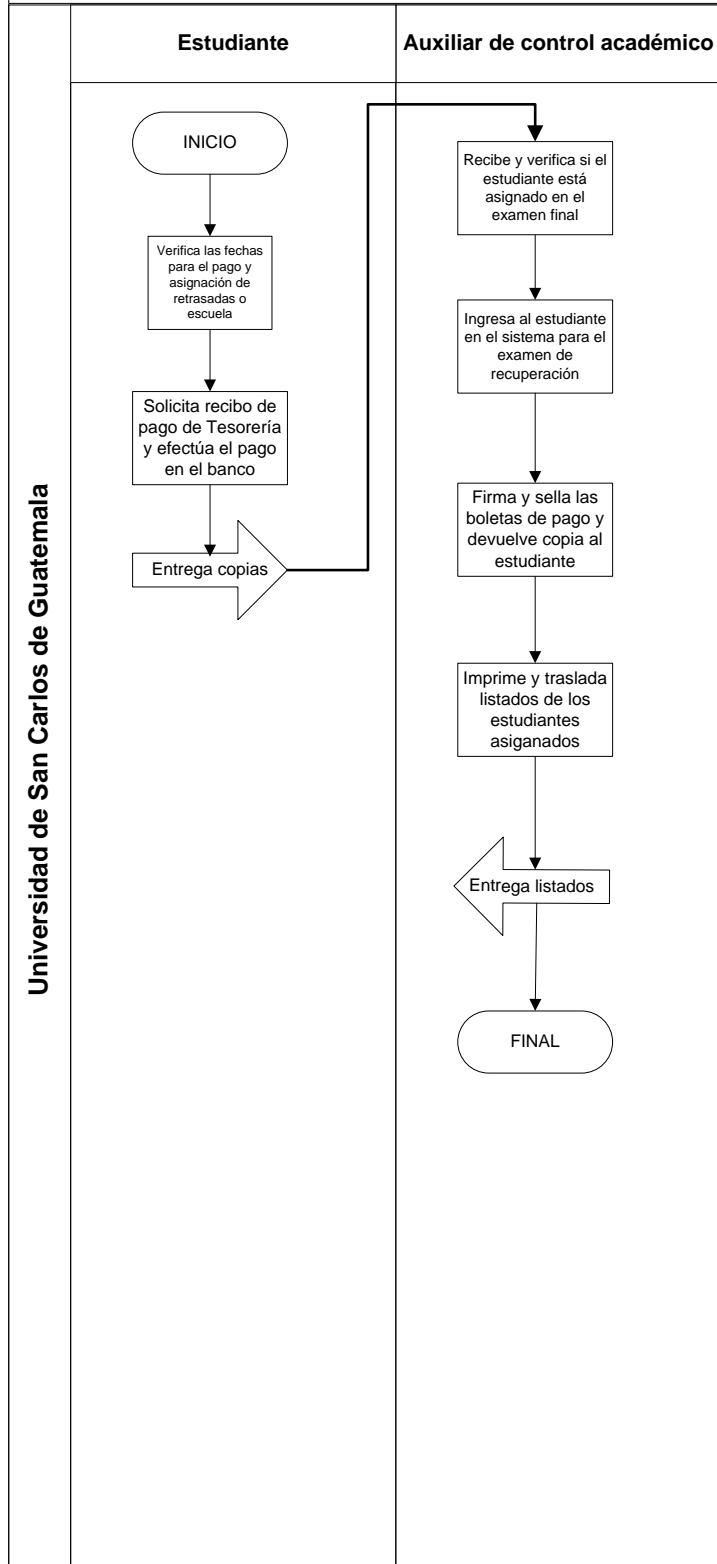 Universidad de San Carlos de Guatemala
Estudiante
Auxiliar de control académico
INICIO
Verifica las fechas
para el pago y
asignación de
retrasadas o
escuela
Solicita recibo de
pago de Tesorería
y efectúa el pago
en el banco
Entrega copias
Recibe y verifica si el
estudiante está
asignado en el
examen final
Ingresa al estudiante
en el sistema para el
examen de
recuperación
Firma y sella las
boletas de pago y
devuelve copia al
estudiante
Imprime y traslada
listados de los
estudiantes
asiganados
Entrega listados
FINAL